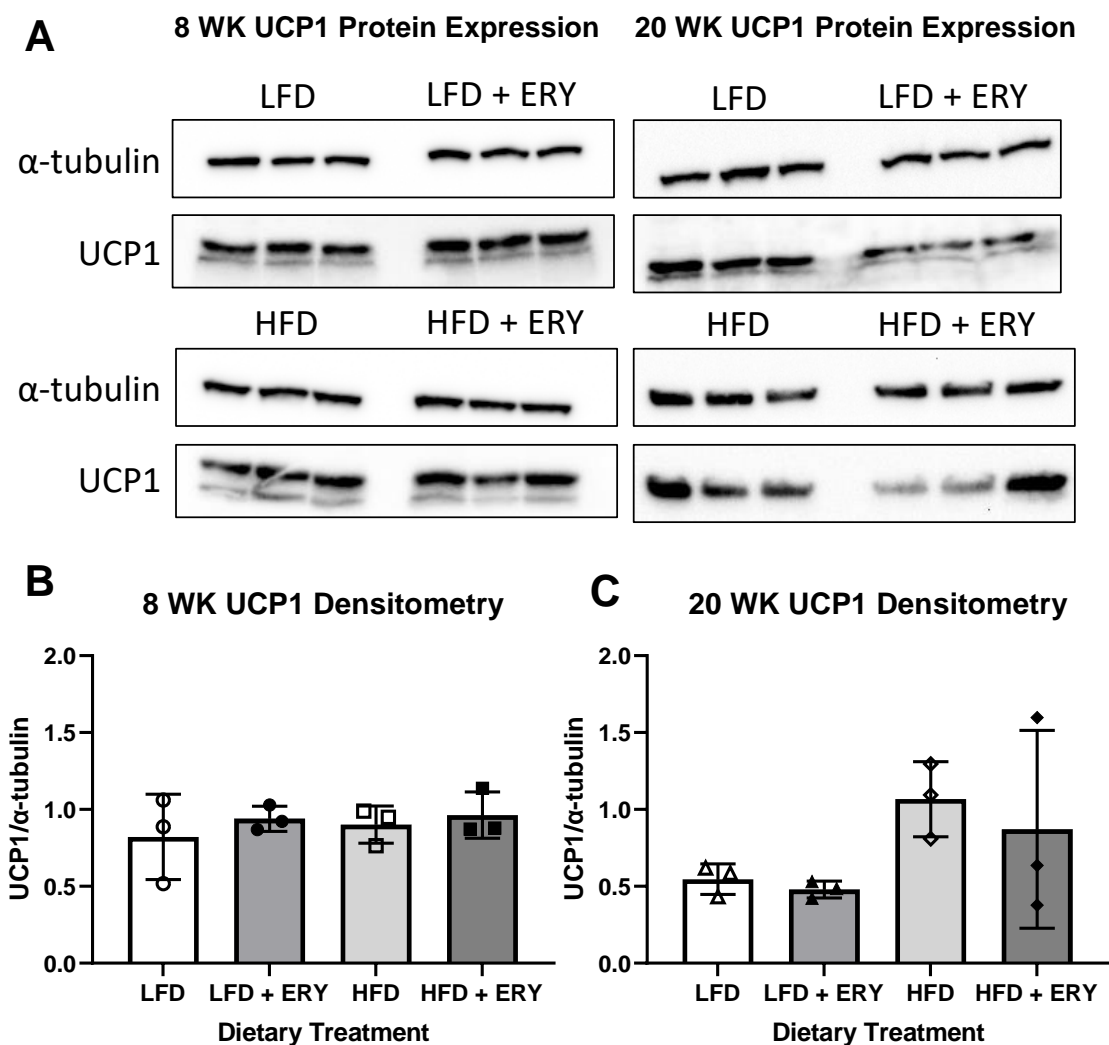 A
8 WK UCP1 Protein Expression
20 WK UCP1 Protein Expression
LFD
LFD + ERY
LFD
LFD + ERY
α-tubulin
UCP1
HFD
HFD + ERY
HFD
HFD + ERY
α-tubulin
UCP1
B
8 WK UCP1 Densitometry
2.0
1.5
1.0
0.5
0.0
UCP1/α-tubulin
LFD
LFD + ERY
HFD
HFD + ERY
Dietary Treatment
C
20 WK UCP1 Densitometry
2.0
1.5
1.0
0.5
0.0
UCP1/α-tubulin
LFD
LFD + ERY
HFD
HFD + ERY
Dietary Treatment